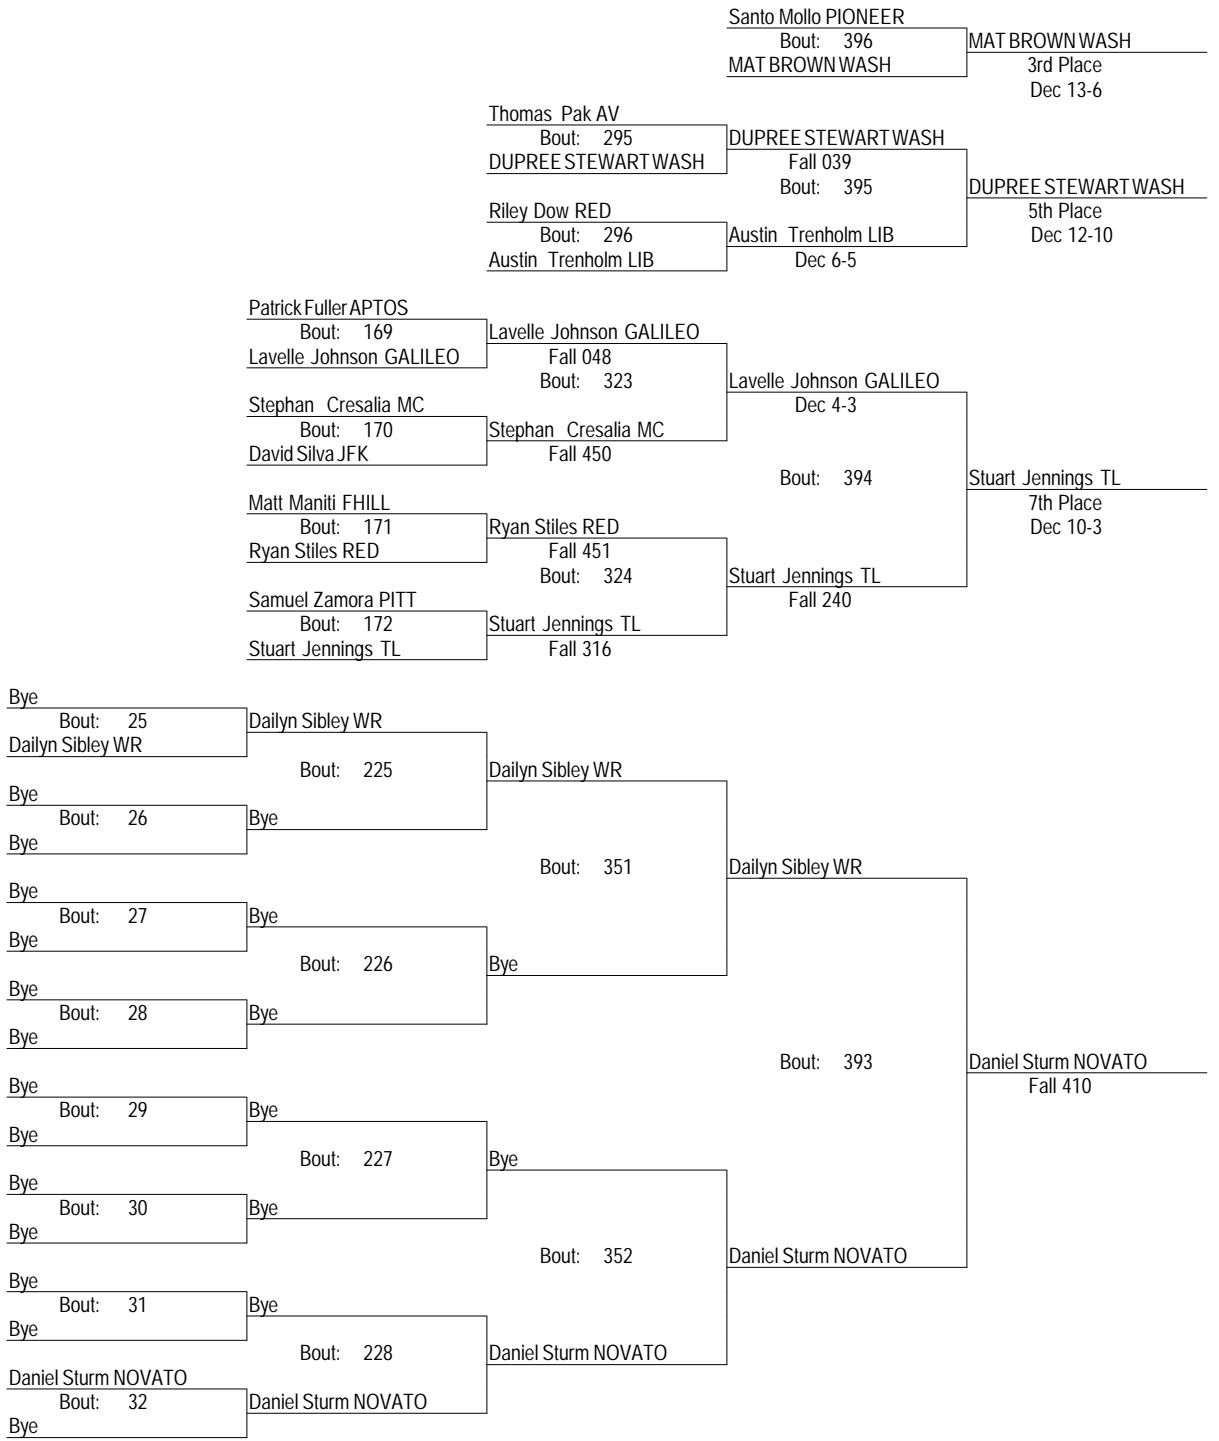 Santo Mollo PIONEER
Bout: 396
MAT BROWN WASH
MAT BROWN WASH
3rd Place
Dec 13-6
Thomas Pak AV
Bout: 295
DUPREE STEWART WASH
DUPREE STEWART WASH
Fall 039
Bout: 395
DUPREE STEWART WASH
5th Place
Dec 12-10
Riley Dow RED
Bout: 296
Austin Trenholm LIB
Austin Trenholm LIB
Dec 6-5
Patrick Fuller APTOS
Bout: 169
Lavelle Johnson GALILEO
Lavelle Johnson GALILEO
Fall 048
Bout: 323
Lavelle Johnson GALILEO
Dec 4-3
Stephan Cresalia MC
Bout: 170
David Silva JFK
Stephan Cresalia MC
Fall 450
Bout: 394
Stuart Jennings TL
7th Place
Dec 10-3
Matt Maniti FHILL
Bout: 171
Ryan Stiles RED
Ryan Stiles RED
Fall 451
Bout: 324
Stuart Jennings TL
Fall 240
Samuel Zamora PITT
Bout: 172
Stuart Jennings TL
Stuart Jennings TL
Fall 316
Bye
Bout: 25
Dailyn Sibley WR
Dailyn Sibley WR
Bout: 225
Dailyn Sibley WR
Bye
Bout: 26
Bye
Bye
Bout: 351
Dailyn Sibley WR
Bye
Bout: 27
Bye
Bye
Bout: 226
Bye
Bye
Bout: 28
Bye
Bye
Bout: 393
Daniel Sturm NOVATO
Fall 410
Bye
Bout: 29
Bye
Bye
Bout: 227
Bye
Bye
Bout: 30
Bye
Bye
Bout: 352
Daniel Sturm NOVATO
Bye
Bout: 31
Bye
Bye
Bout: 228
Daniel Sturm NOVATO
Daniel Sturm NOVATO
Bout: 32
Bye
Daniel Sturm NOVATO